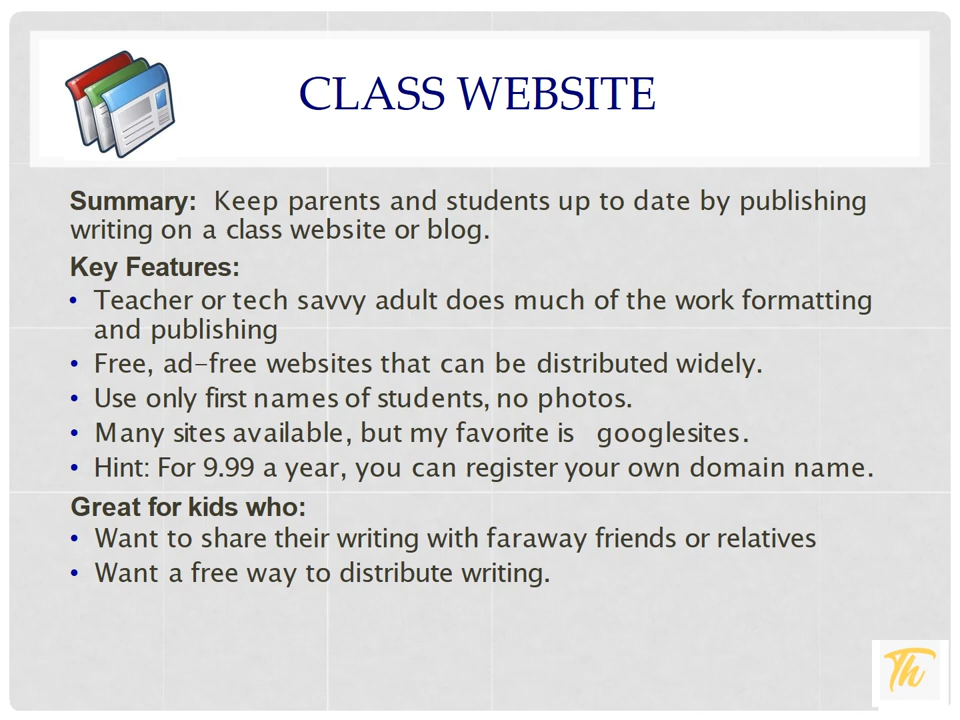 CLASS WEBSITE
Summary: Keep parents and students up to date by publishing
writing on a class website or blog.
Key Features:
• Teacher or tech savvy adult does much of the work formatting
and publishing
• Free, ad-free websites that can be distributed widely.
• Use only first names of students, no photos.
• Many sites available, but my favorite is googlesites.
• Hint: For 9.99 a year, you can register your own domain name.
Great for kids who:
• Want to share their writing with faraway friends or relatives
• Want a free way to distribute writing.
Th